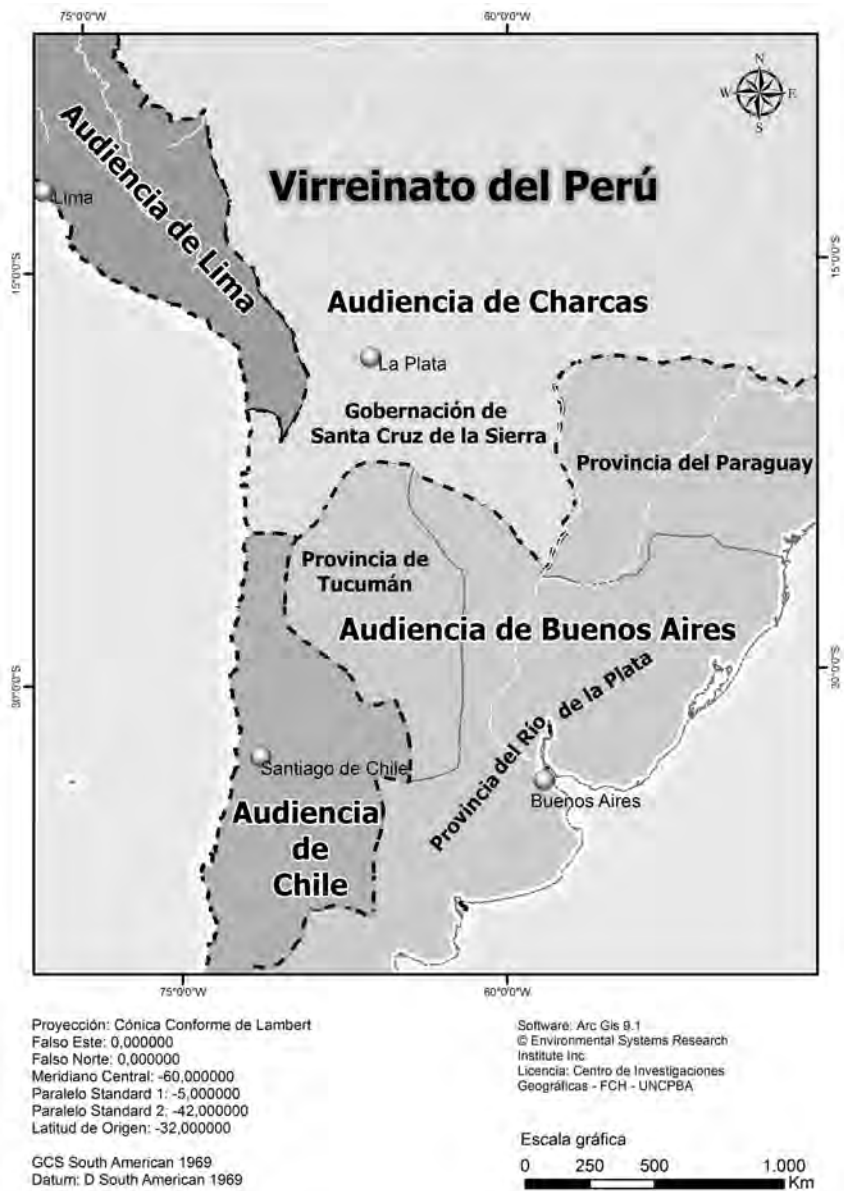 75°0'0"W
60°0'0"W
N
W
E
S
Audiencia de Lima
Lima
Virreinato del Perú
15°0'0"S
15°0'0"S
Audiencia de Charcas
La Plata
Gobernación de
Santa Cruz de la Sierra
Provincia del Paraguay
Provincia de
Tucumán
Audiencia de Buenos Aires
Provincia del Río de la Plata
30°0'0"S
30°0'0"S
Santiago de Chile
Buenos Aires
Audiencia
de
Chile
75°0'0"W
60°0'0"W
Proyección: Cónica Conforme de Lambert
Falso Este: 0,000000
Falso Norte: 0,000000
Meridiano Central: -60,000000
Paralelo Standard 1: -5,000000
Paralelo Standard 2: -42,000000
Latitud de Origen: -32,000000
GCS South American 1969
Datum: D South American 1969
Software: Arc Gis 9.1
© Environmental Systems Research
Institute Inc
Licencia: Centro de Investigaciones
Geográficas - FCH - UNCPBA
Escala gráfica
0 250 500 1.000
Km